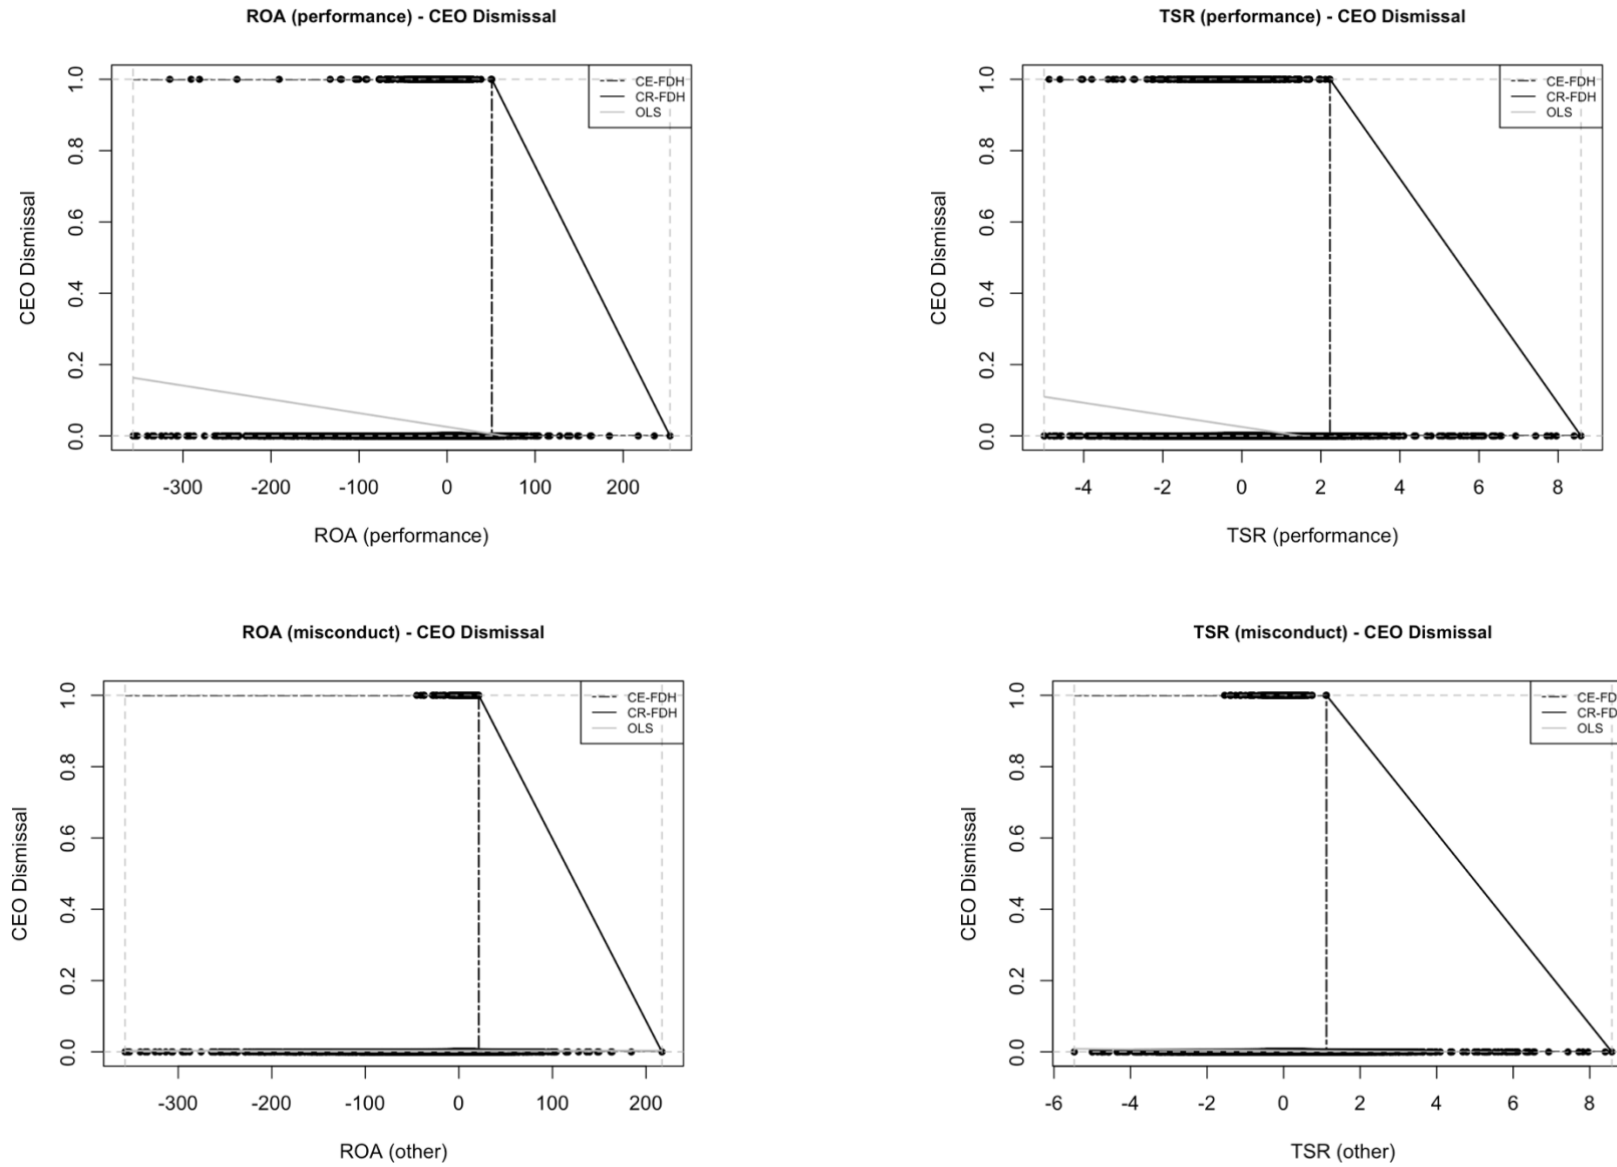 ROA (performance) - CEO Dismissal
CEO Dismissal
1.0
0.8
0.6
0.4
0.2
0.0
CE-FDH
CR-FDH
OLS
-300 -200 -100 0 100 200
ROA (performance)
TSR (performance) - CEO Dismissal
CEO Dismissal
1.0
0.8
0.6
0.4
0.2
0.0
CE-FDH
CR-FDH
OLS
-4 -2 0 2 4 6 8
TSR (performance)
ROA (misconduct) - CEO Dismissal
CEO Dismissal
1.0
0.8
0.6
0.4
0.2
0.0
CE-FDH
CR-FDH
OLS
-300 -200 -100 0 100 200
ROA (other)
TSR (misconduct) - CEO Dismissal
CEO Dismissal
1.0
0.8
0.6
0.4
0.2
0.0
CE-FD
CR-FD
OLS
-6 -4 -2 0 2 4 6 8
TSR (other)